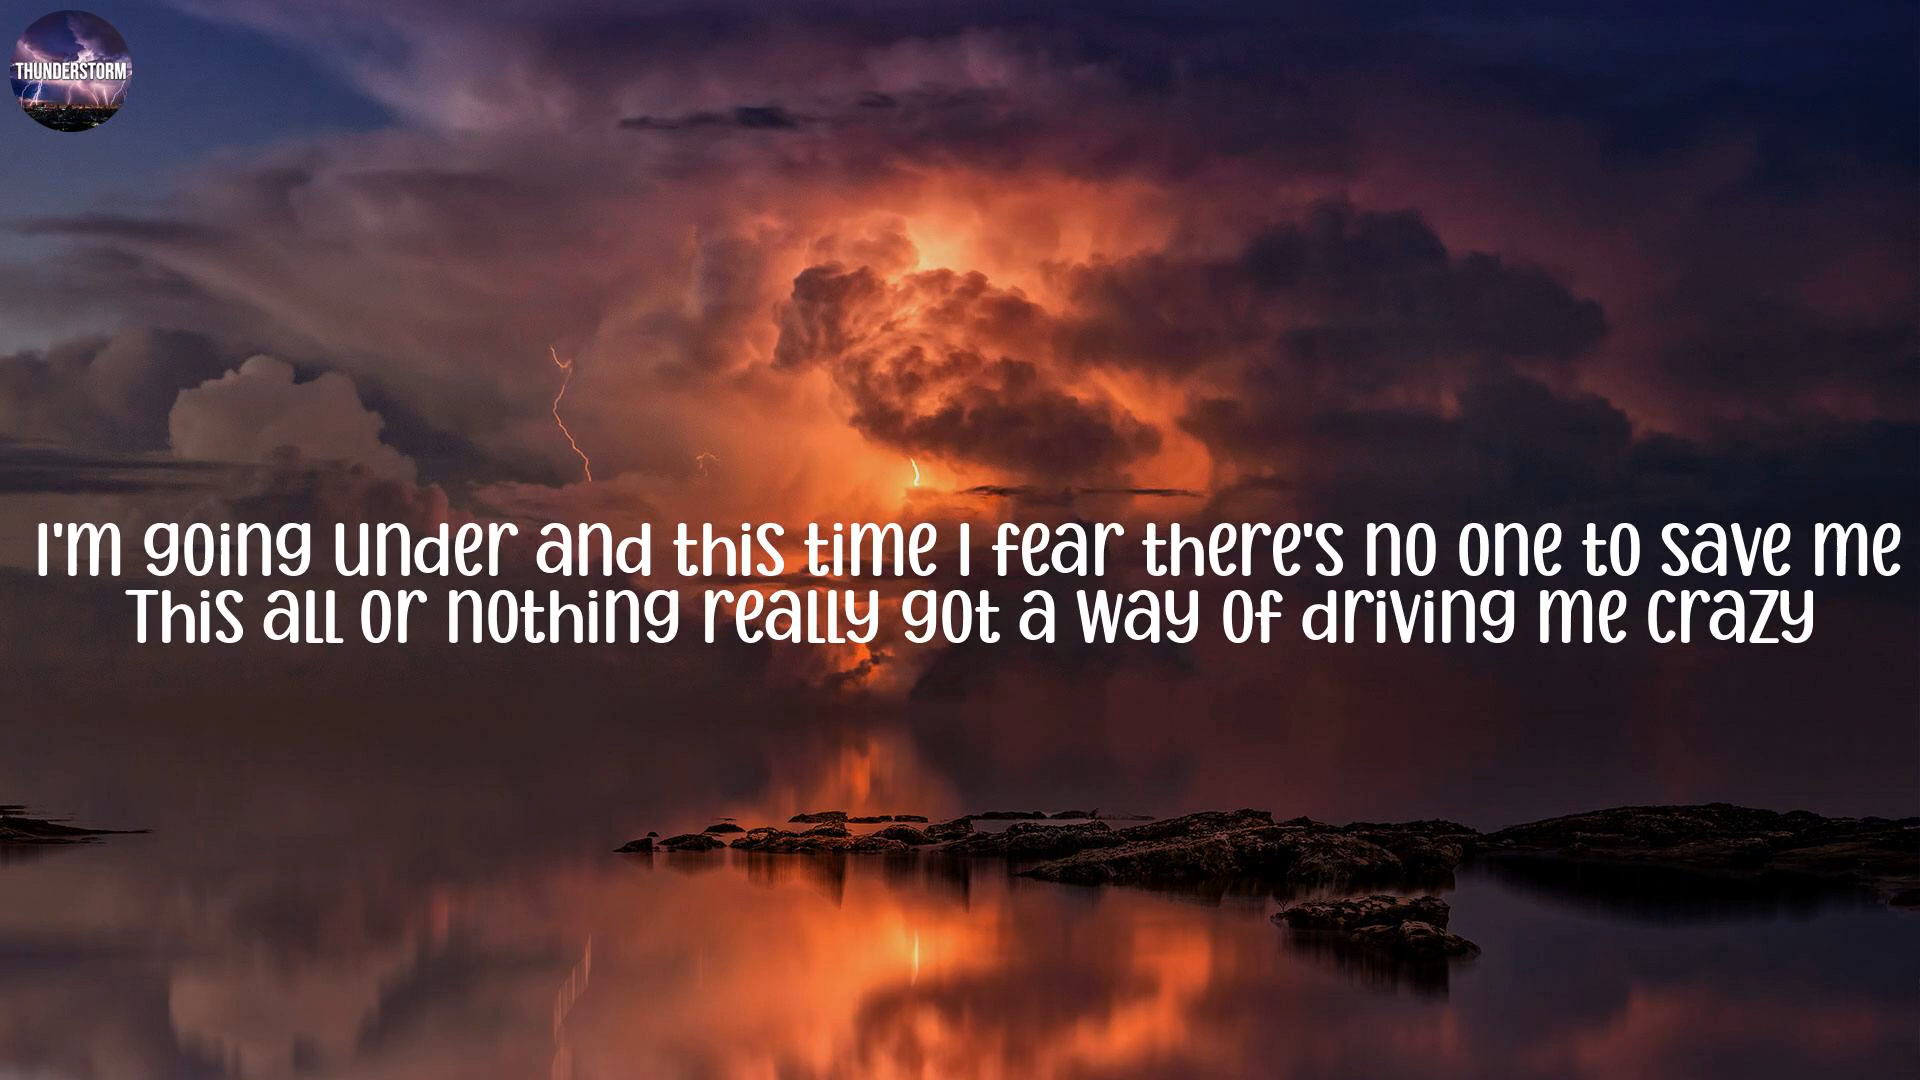 THUNDERSTORM
I'm going under and this time I fear there's no one to save me
This all or nothing really got a way of driving me crazy